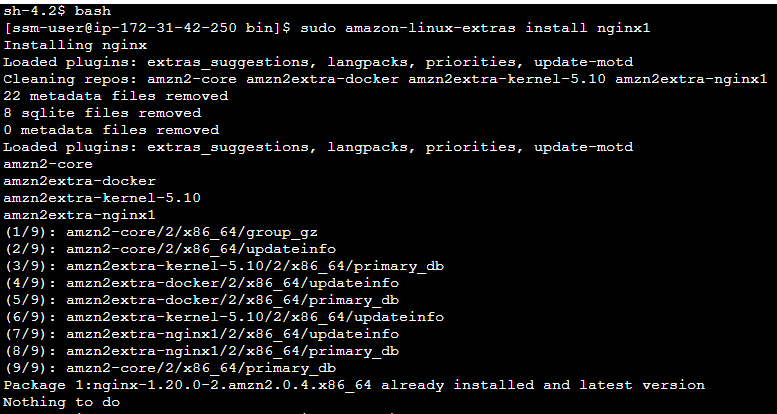 sh-4.2$ bash
[ssm-user@ip-172-31-42-250 bin]$ sudo amazon-linux-extras install nginx1
Installing nginx
Loaded plugins: extras_suggestions, langpacks, priorities, update-motd
Cleaning repos: amzn2-core amzn2extra-docker amzn2extra-kernel-5.10 amzn2extra-nginx1
22 metadata files removed
8 sqlite files removed
0 metadata files removed
Loaded plugins: extras_suggestions, langpacks, priorities, update-motd
amzn2-core
amzn2extra-docker
amzn2extra-kernel-5.10
amzn2extra-nginx1
(1/9): amzn2-core/2/x86_64/group_gz
(2/9): amzn2-core/2/x86_64/updateinfo
(3/9): amzn2extra-kernel-5.10/2/x86_64/primary_db
(4/9): amzn2extra-docker/2/x86_64/updateinfo
(5/9): amzn2extra-docker/2/x86_64/primary_db
(6/9): amzn2extra-kernel-5.10/2/x86_64/updateinfo
(7/9): amzn2extra-nginx1/2/x86_64/updateinfo
(8/9): amzn2extra-nginx1/2/x86_64/primary_db
(9/9): amzn2-core/2/x86_64/primary_db
Package 1:nginx-1.20.0-2.amzn2.0.4.x86_64 already installed and latest version
Nothing to do